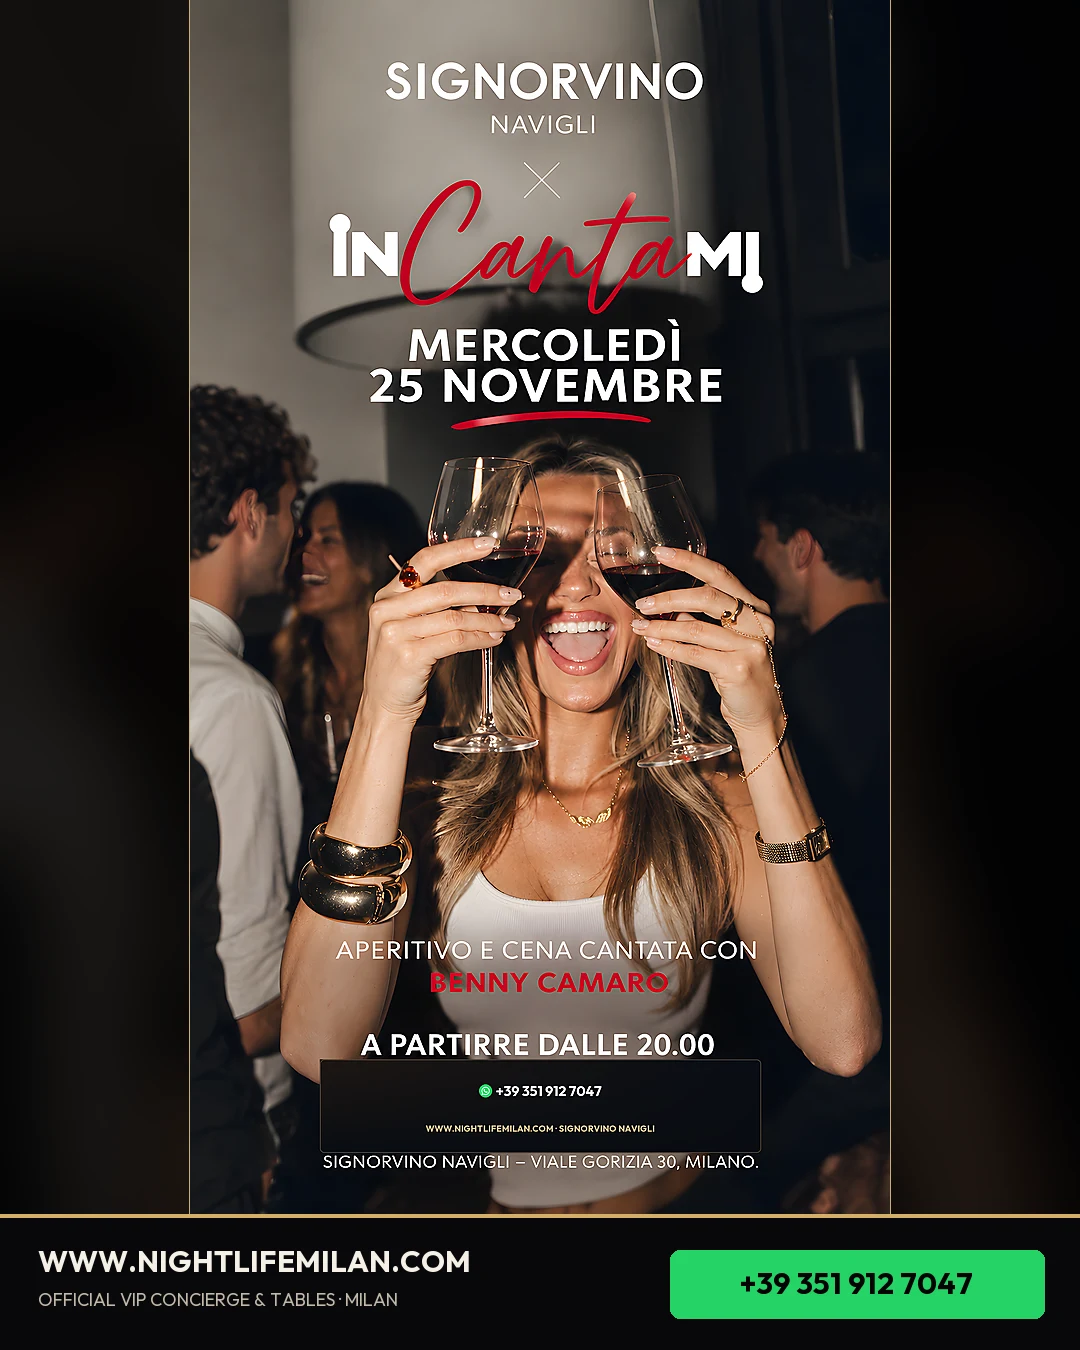 SIGNORVINO
NAVIGLI
INCantaMI
MERCOLEDÌ
25 NOVEMBRE
APERITIVO E CENA CANTATA CON
BENNY CAMARO
A PARTIRRE DALLE 20.00
+39 351 912 7047
WWW.NIGHTLIFEMILAN.COM · SIGNORVINO NAVIGLI
SIGNORVINO NAVIGLI – VIALE GORIZIA 30, MILANO.
WWW.NIGHTLIFEMILAN.COM
OFFICIAL VIP CONCIERGE & TABLES · MILAN
+39 351 912 7047